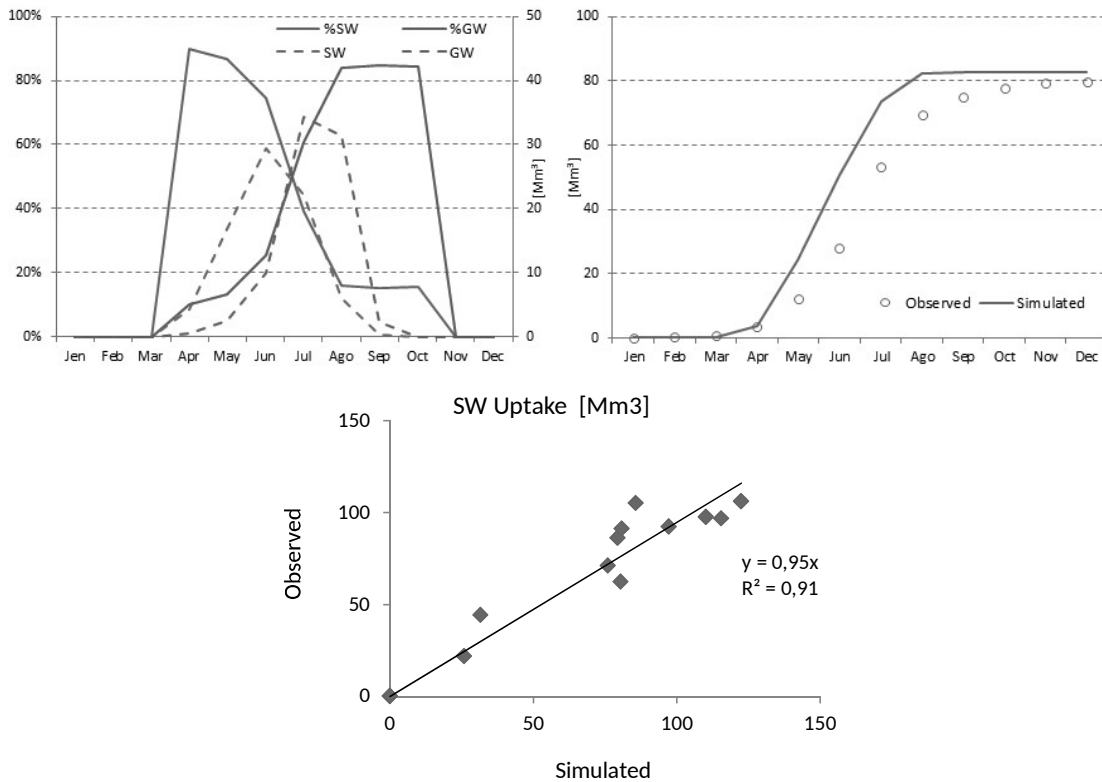 100%
80%
60%
40%
20%
0%
%SW %GW
SW GW
50
40
30
20
10
0
[Mm³]
Jen Feb Mar Apr May Jun Jul Ago Sep Oct Nov Dec
100
80
60
40
20
0
[Mm³]
Observed Simulated
Jen Feb Mar Apr May Jun Jul Ago Sep Oct Nov Dec
SW Uptake [Mm3]
150
100
50
0
Observed
y = 0,95x
R² = 0,91
0 50 100 150
Simulated